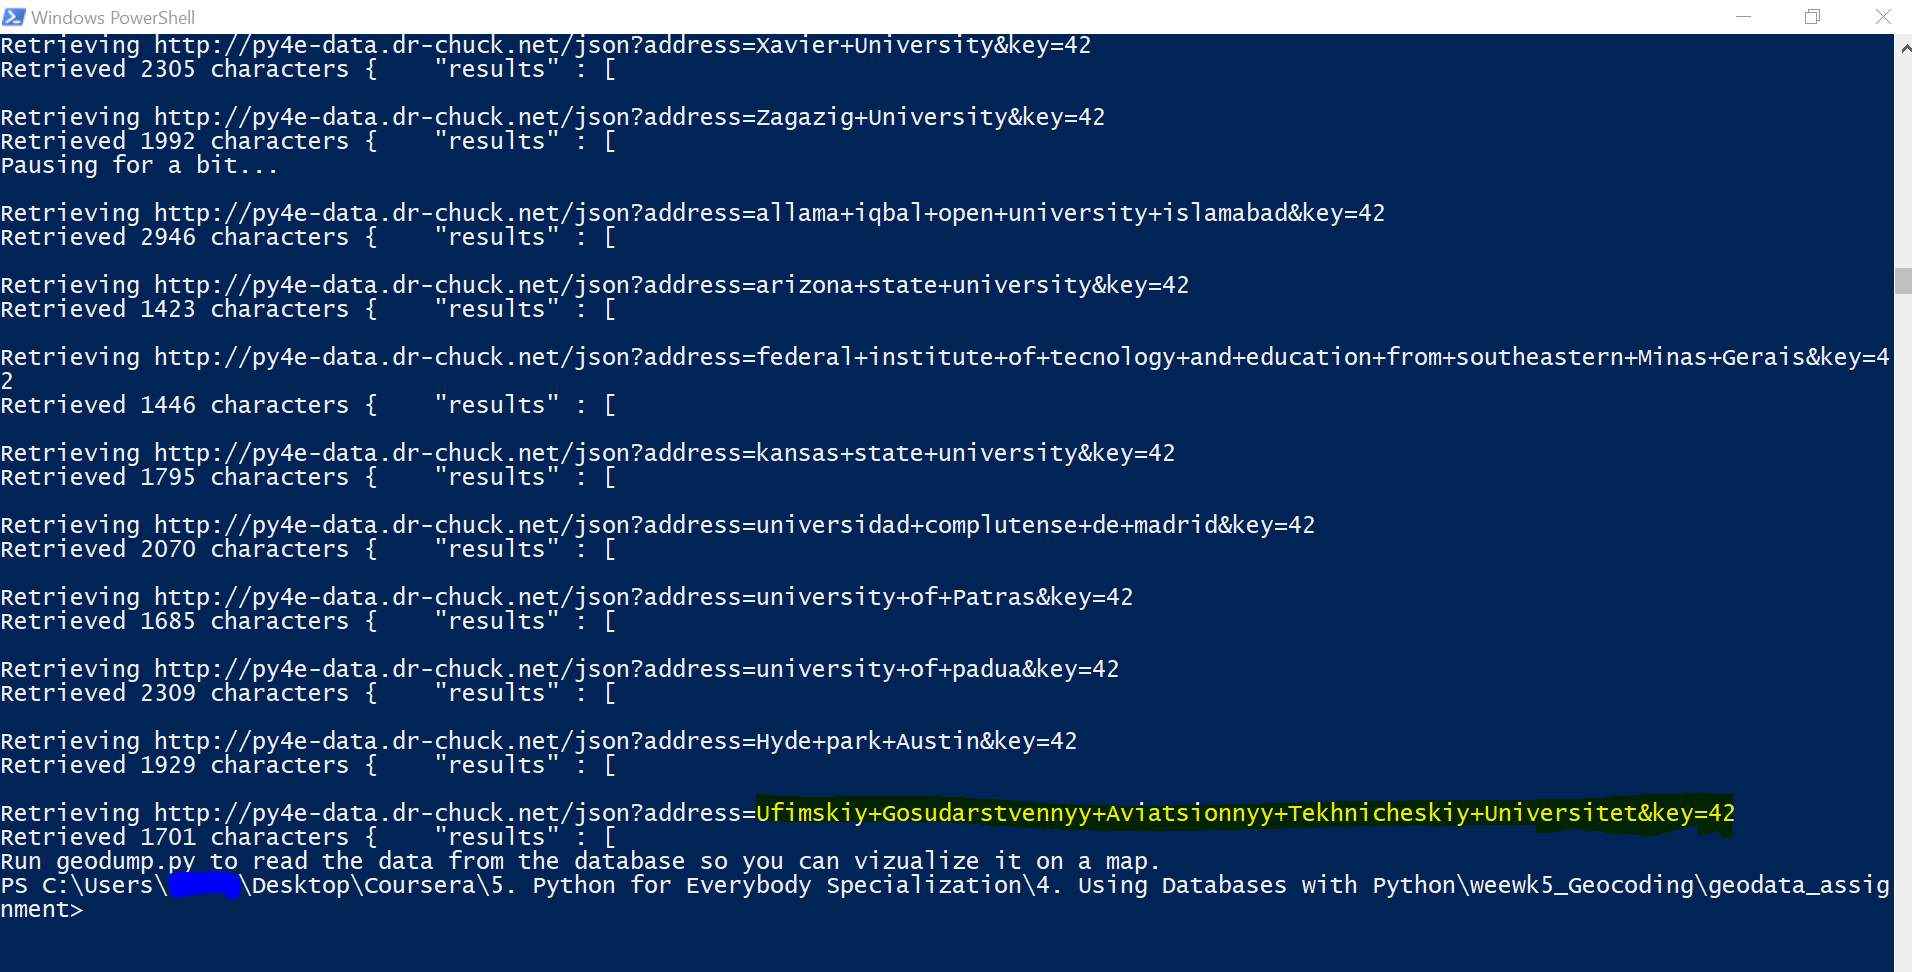 Windows PowerShell
Retrieving http://py4e-data.dr-chuck.net/json?address=Xavier+University&key=42
Retrieved 2305 characters {    "results" : [
Retrieving http://py4e-data.dr-chuck.net/json?address=Zagazig+University&key=42
Retrieved 1992 characters {    "results" : [
Pausing for a bit...
Retrieving http://py4e-data.dr-chuck.net/json?address=allama+iqbal+open+university+islamabad&key=42
Retrieved 2946 characters {    "results" : [
Retrieving http://py4e-data.dr-chuck.net/json?address=arizona+state+university&key=42
Retrieved 1423 characters {    "results" : [
Retrieving http://py4e-data.dr-chuck.net/json?address=federal+institute+of+tecnology+and+education+from+southeastern+Minas+Gerais&key=4
2
Retrieved 1446 characters {    "results" : [
Retrieving http://py4e-data.dr-chuck.net/json?address=kansas+state+university&key=42
Retrieved 1795 characters {    "results" : [
Retrieving http://py4e-data.dr-chuck.net/json?address=universidad+complutense+de+madrid&key=42
Retrieved 2070 characters {    "results" : [
Retrieving http://py4e-data.dr-chuck.net/json?address=university+of+Patras&key=42
Retrieved 1685 characters {    "results" : [
Retrieving http://py4e-data.dr-chuck.net/json?address=university+of+padua&key=42
Retrieved 2309 characters {    "results" : [
Retrieving http://py4e-data.dr-chuck.net/json?address=Hyde+park+Austin&key=42
Retrieved 1929 characters {    "results" : [
Retrieving http://py4e-data.dr-chuck.net/json?address=Ufimskiy+Gosudarstvennyy+Aviatsionnyy+Tekhnicheskiy+Universitet&key=42
Retrieved 1701 characters {    "results" : [
Run geodump.py to read the data from the database so you can vizualize it on a map.
PS C:\Users\ \Desktop\Coursera\5. Python for Everybody Specialization\4. Using Databases with Python\weewk5_Geocoding\geodata_assig
nment>